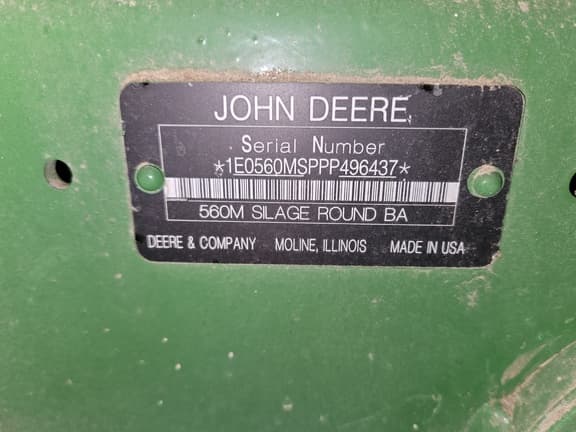 JOHN DEERE
Serial Number
*1E0560MSPPP496437*
560M SILAGE ROUND BA
DEERE & COMPANY MOLINE, ILLINOIS MADE IN USA